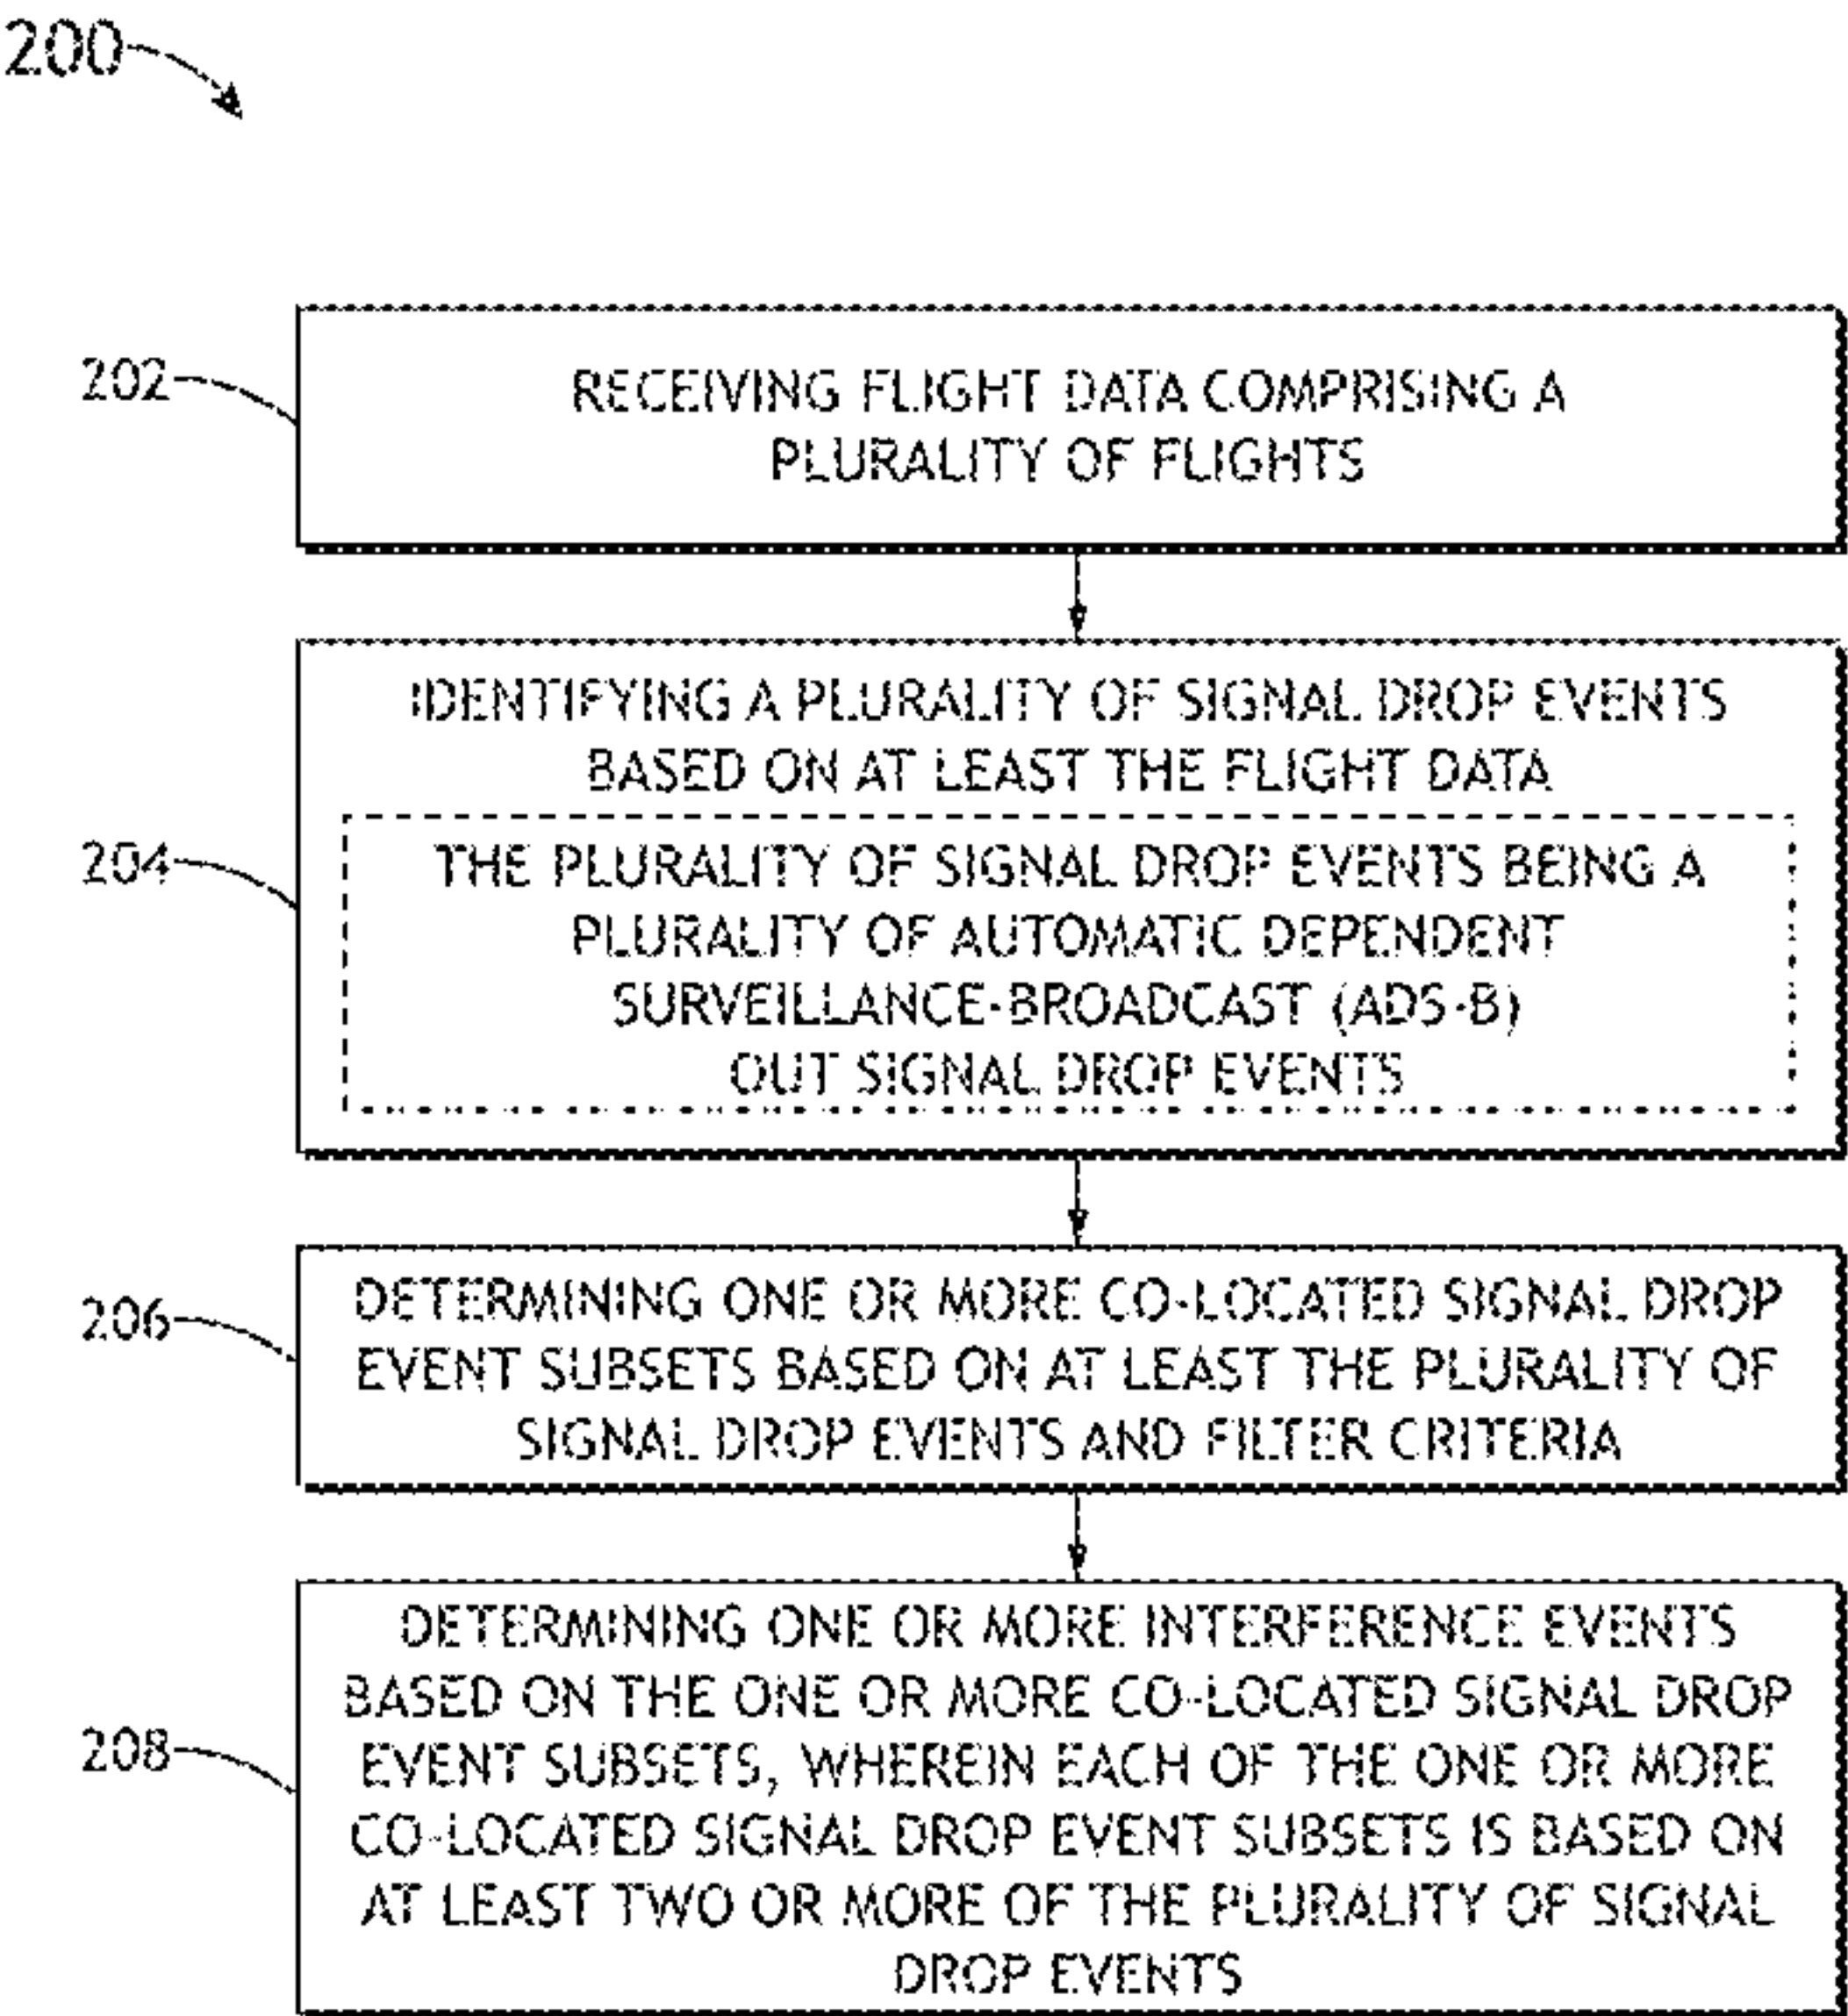 200
202
RECEIVING FLIGHT DATA COMPRISING A
PLURALITY OF FLIGHTS
204
IDENTIFYING A PLURALITY OF SIGNAL DROP EVENTS
BASED ON AT LEAST THE FLIGHT DATA
THE PLURALITY OF SIGNAL DROP EVENTS BEING A
PLURALITY OF AUTOMATIC DEPENDENT
SURVEILLANCE-BROADCAST (ADS-B)
OUT SIGNAL DROP EVENTS
206
DETERMINING ONE OR MORE CO-LOCATED SIGNAL DROP
EVENT SUBSETS BASED ON AT LEAST THE PLURALITY OF
SIGNAL DROP EVENTS AND FILTER CRITERIA
208
DETERMINING ONE OR MORE INTERFERENCE EVENTS
BASED ON THE ONE OR MORE CO-LOCATED SIGNAL DROP
EVENT SUBSETS, WHEREIN EACH OF THE ONE OR MORE
CO-LOCATED SIGNAL DROP EVENT SUBSETS IS BASED ON
AT LEAST TWO OR MORE OF THE PLURALITY OF SIGNAL
DROP EVENTS